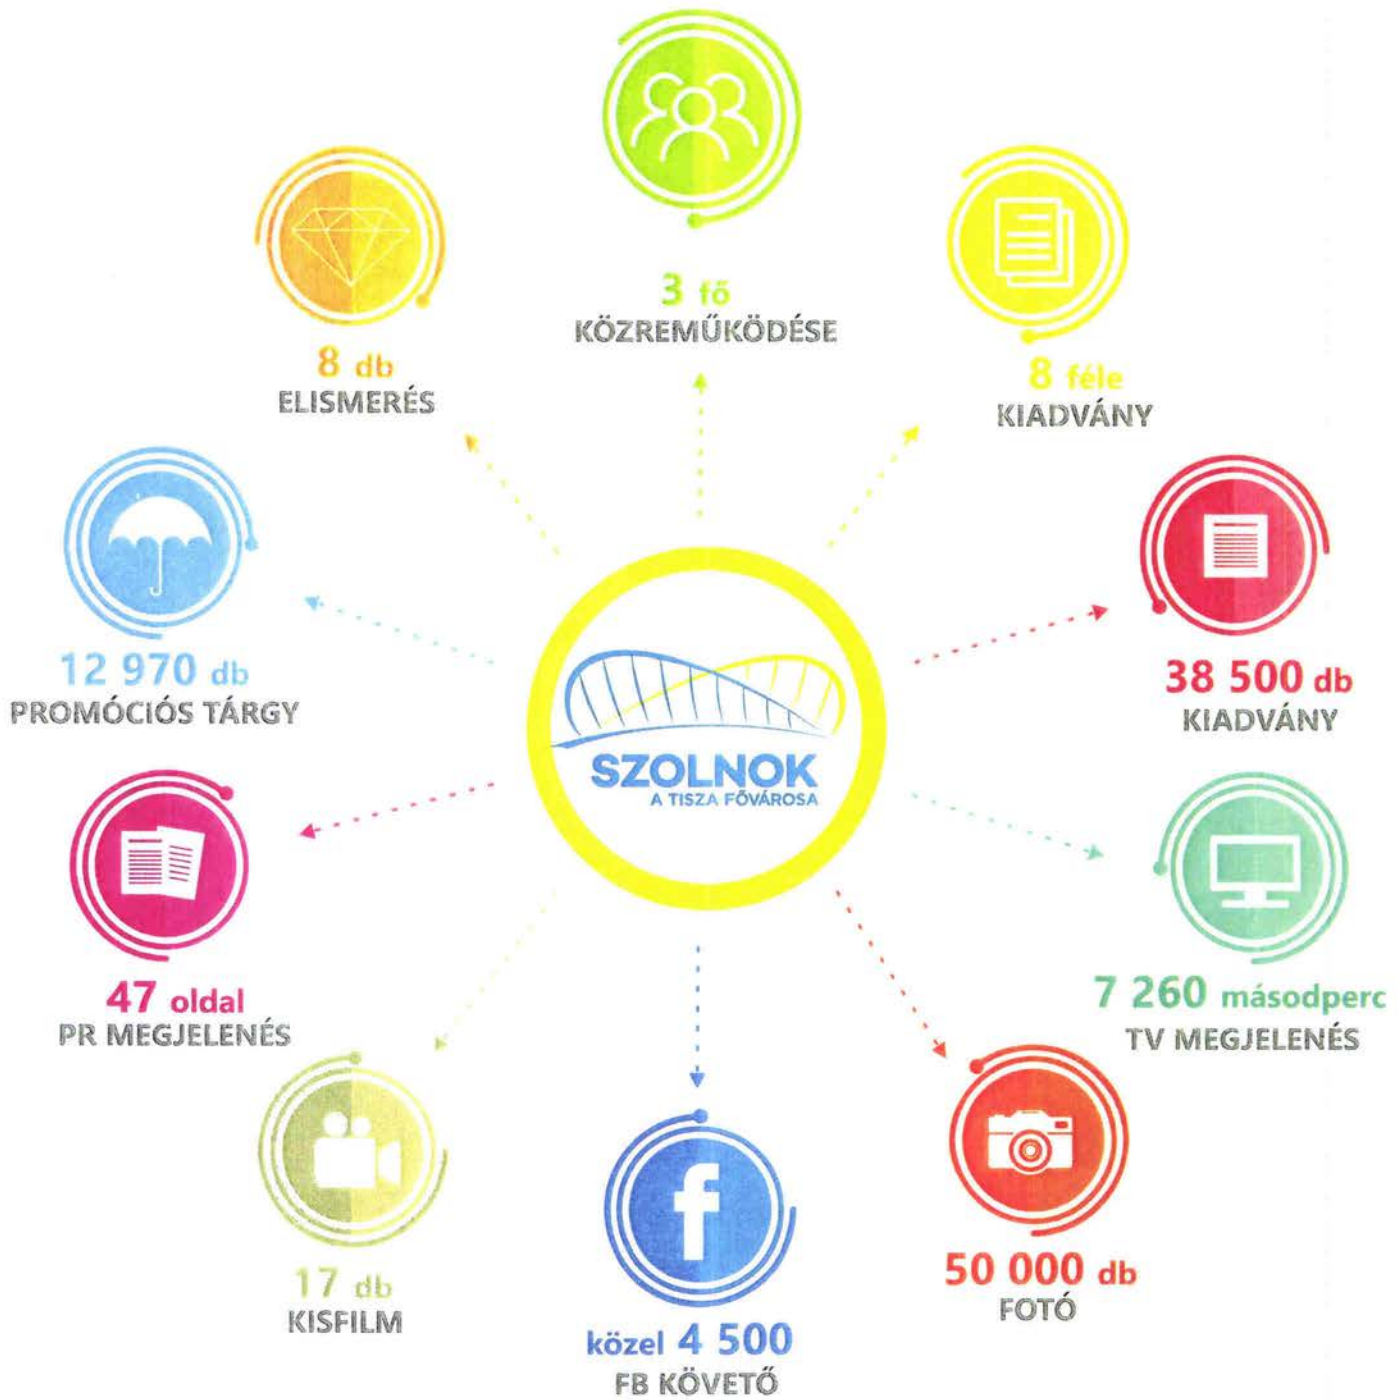 3 fő
KÖZREMŰKÖDÉSE
8 db
ELISMERÉS
8 féle
KIADVÁNY
12 970 db
PROMÓCIÓS TÁRGY
38 500 db
KIADVÁNY
SZOLNOK
A TISZA FŐVÁROSA
47 oldal
PR MEGJELENÉS
7 260 másodperc
TV MEGJELENÉS
17 db
KISFILM
50 000 db
FOTÓ
f
közel 4 500
FB KÖVETŐ